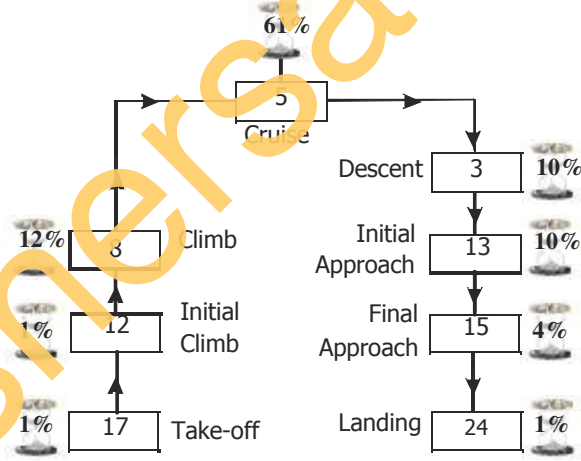 61%
5
Cruise
Descent
3
10%
12%
8
Climb
Initial
Approach
13
10%
1%
12
Initial
Climb
Final
Approach
15
4%
1%
17
Take-off
Landing
24
1%